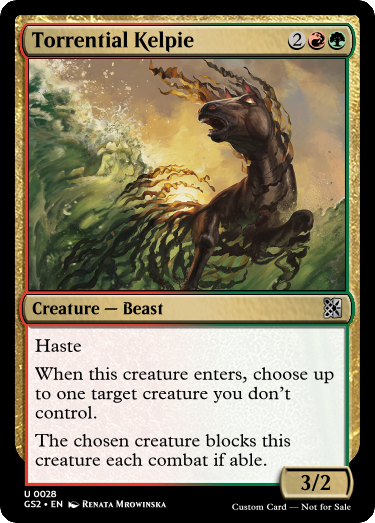 Torrential Kelpie 2
Creature — Beast
Haste
When this creature enters, choose up
to one target creature you don't
control.
The chosen creature blocks this
creature each combat if able.
3/2
U 0028
GS2 • EN Renata Mrowinska
Custom Card — Not for Sale